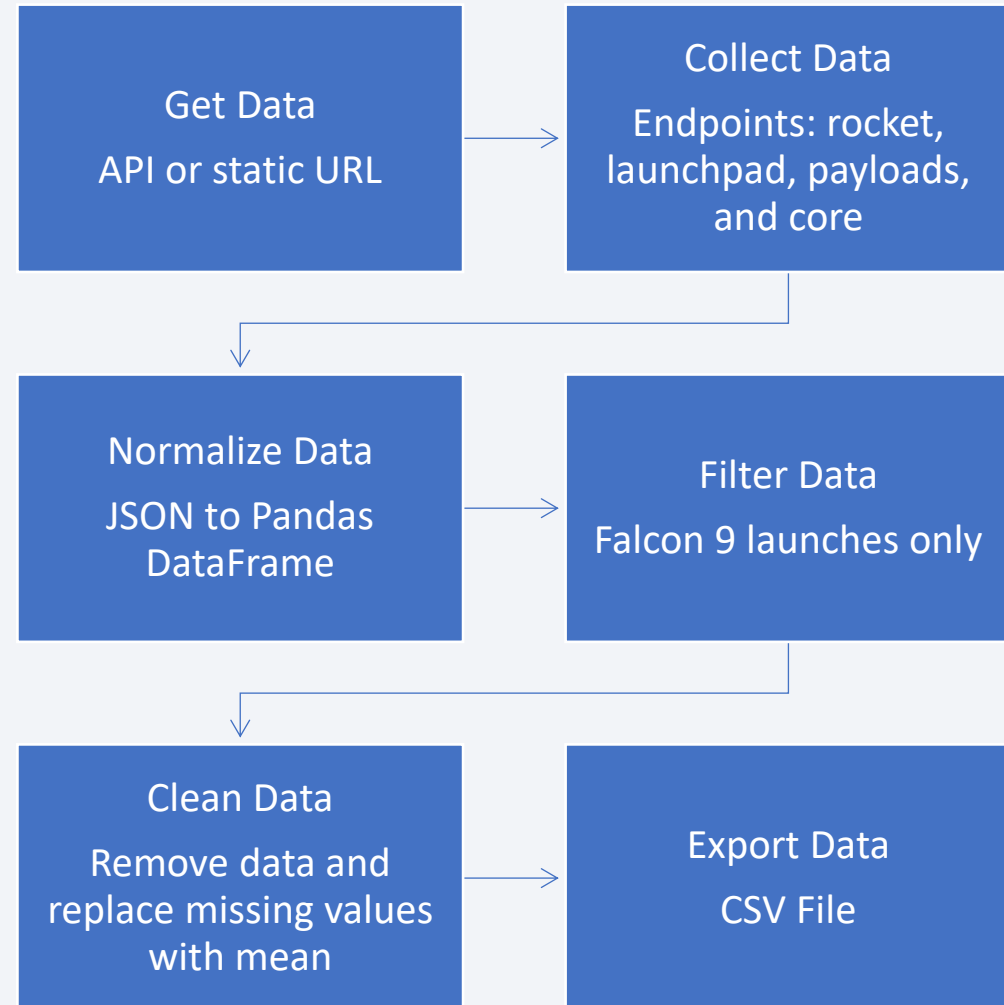 Get Data
API or static URL
Collect Data
Endpoints: rocket,
launchpad, payloads,
and core
Normalize Data
JSON to Pandas
DataFrame
Filter Data
Falcon 9 launches only
Clean Data
Remove data and
replace missing values
with mean
Export Data
CSV File